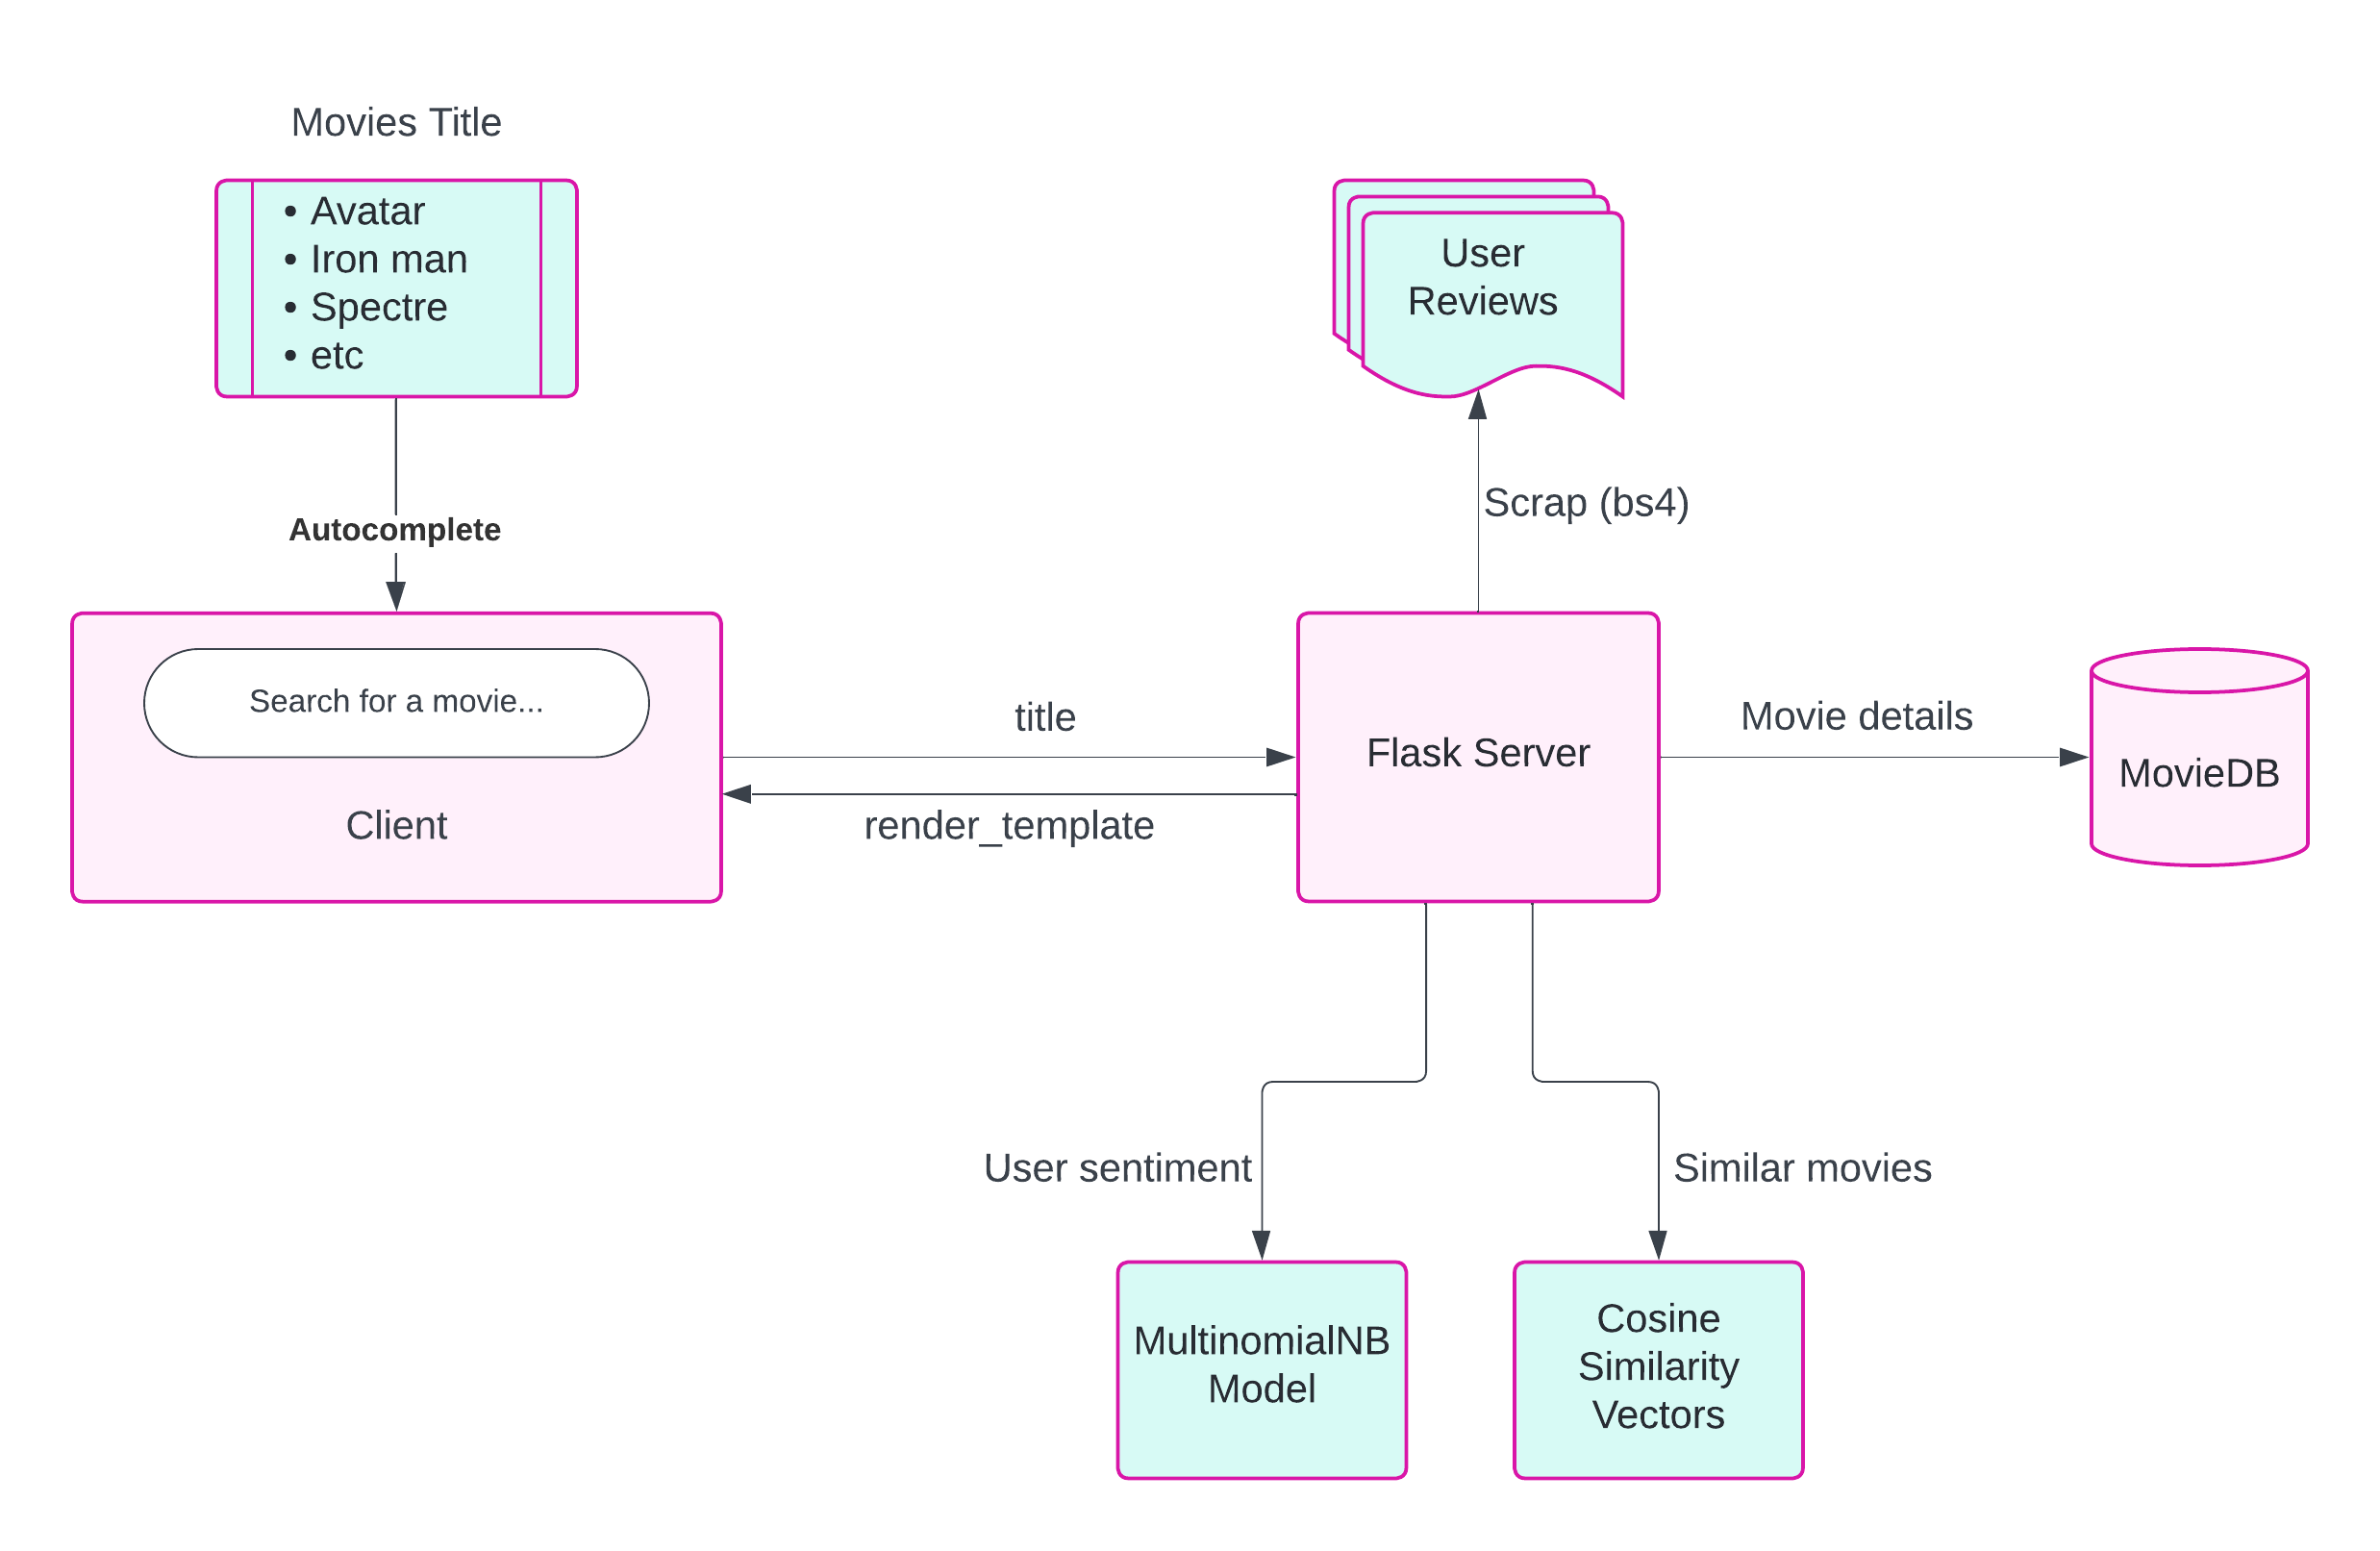 Movies Title
• Avatar
• Iron man
• Spectre
• etc
Autocomplete
Search for a movie...
Client
title
render_template
User
Reviews
Scrap (bs4)
Flask Server
Movie details
MovieDB
User sentiment
Similar movies
MultinomialNB
Model
Cosine
Similarity
Vectors